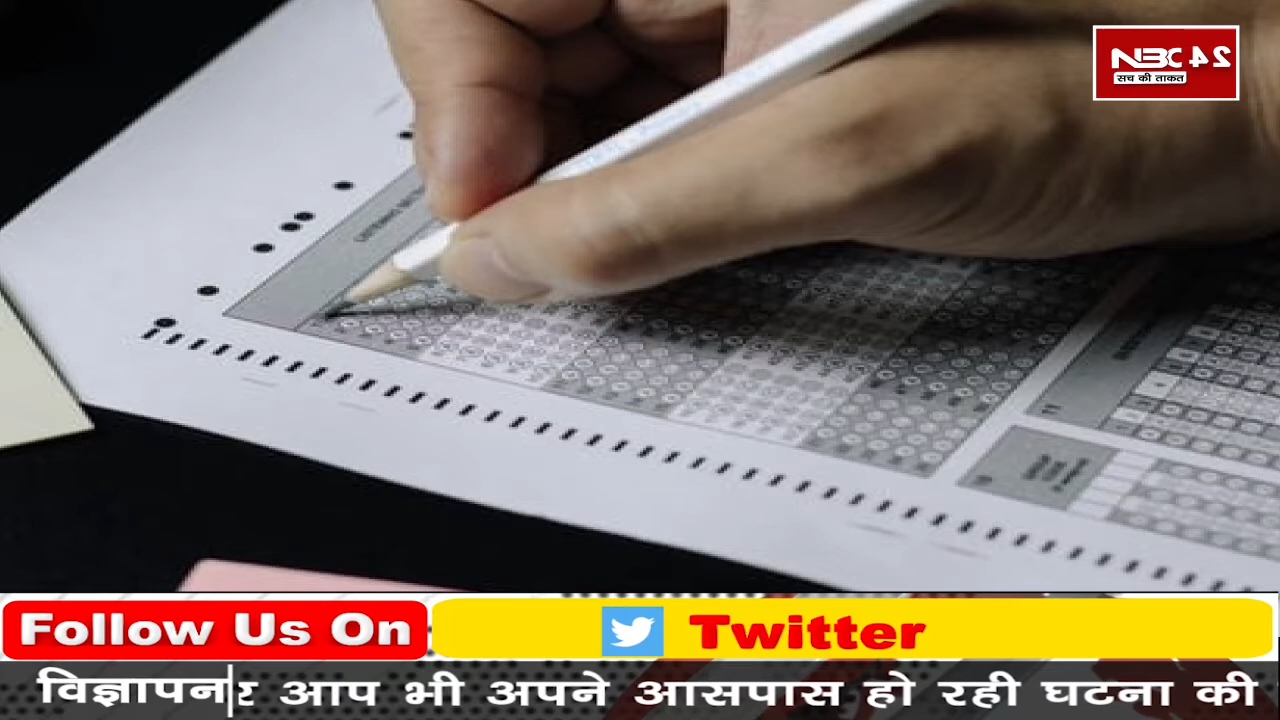 NBC 24
सच की ताकत
Follow Us On
Twitter
विज्ञापन
र आप भी अपने आसपास हो रही घटना की